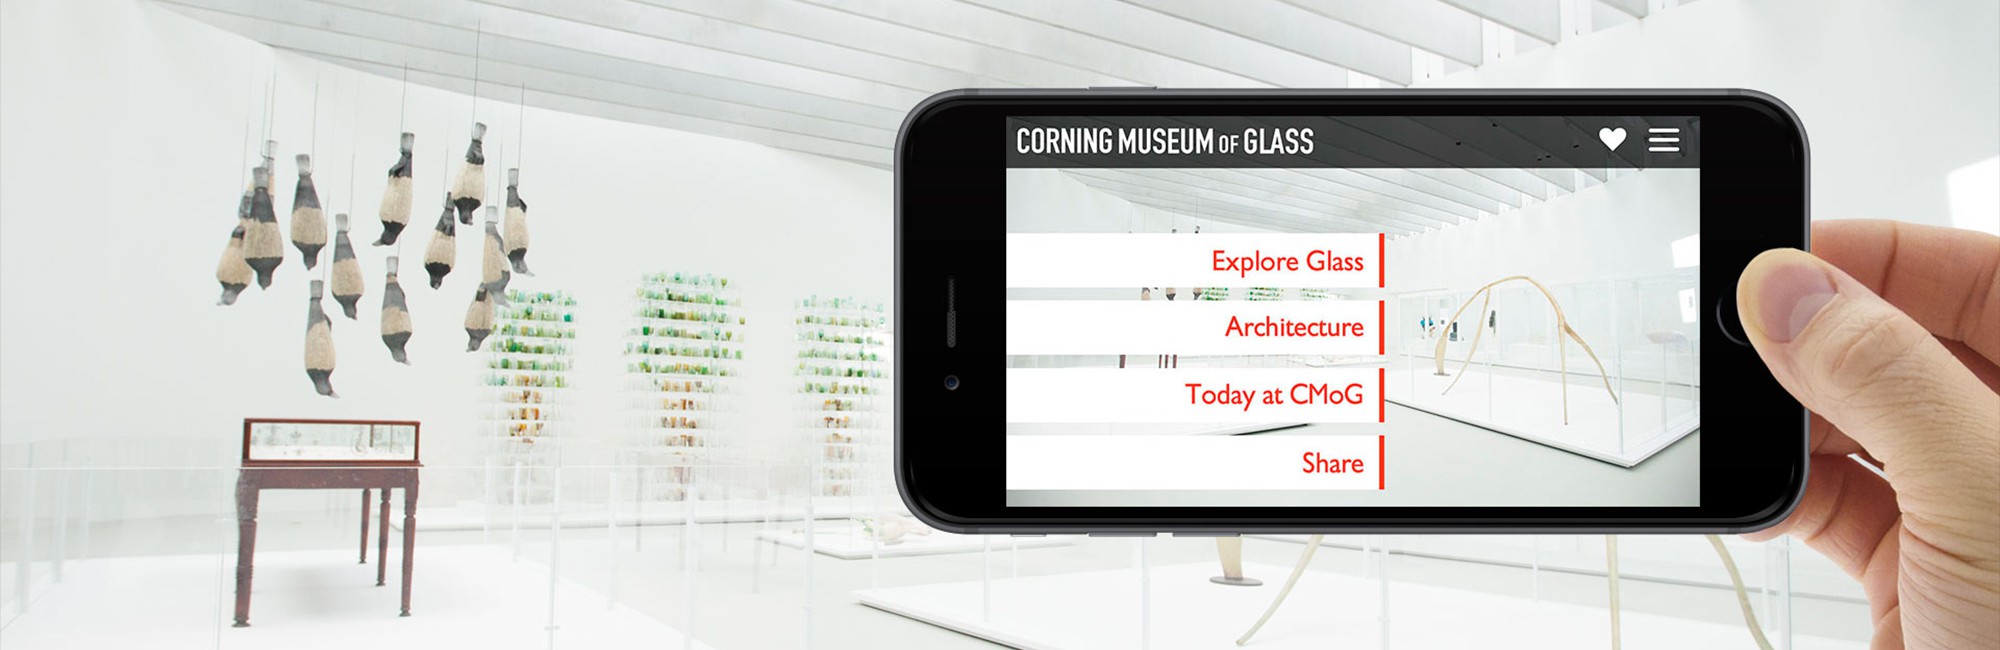 CORNING MUSEUM OF GLASS
Explore Glass
Architecture
Today at CMoG
Share